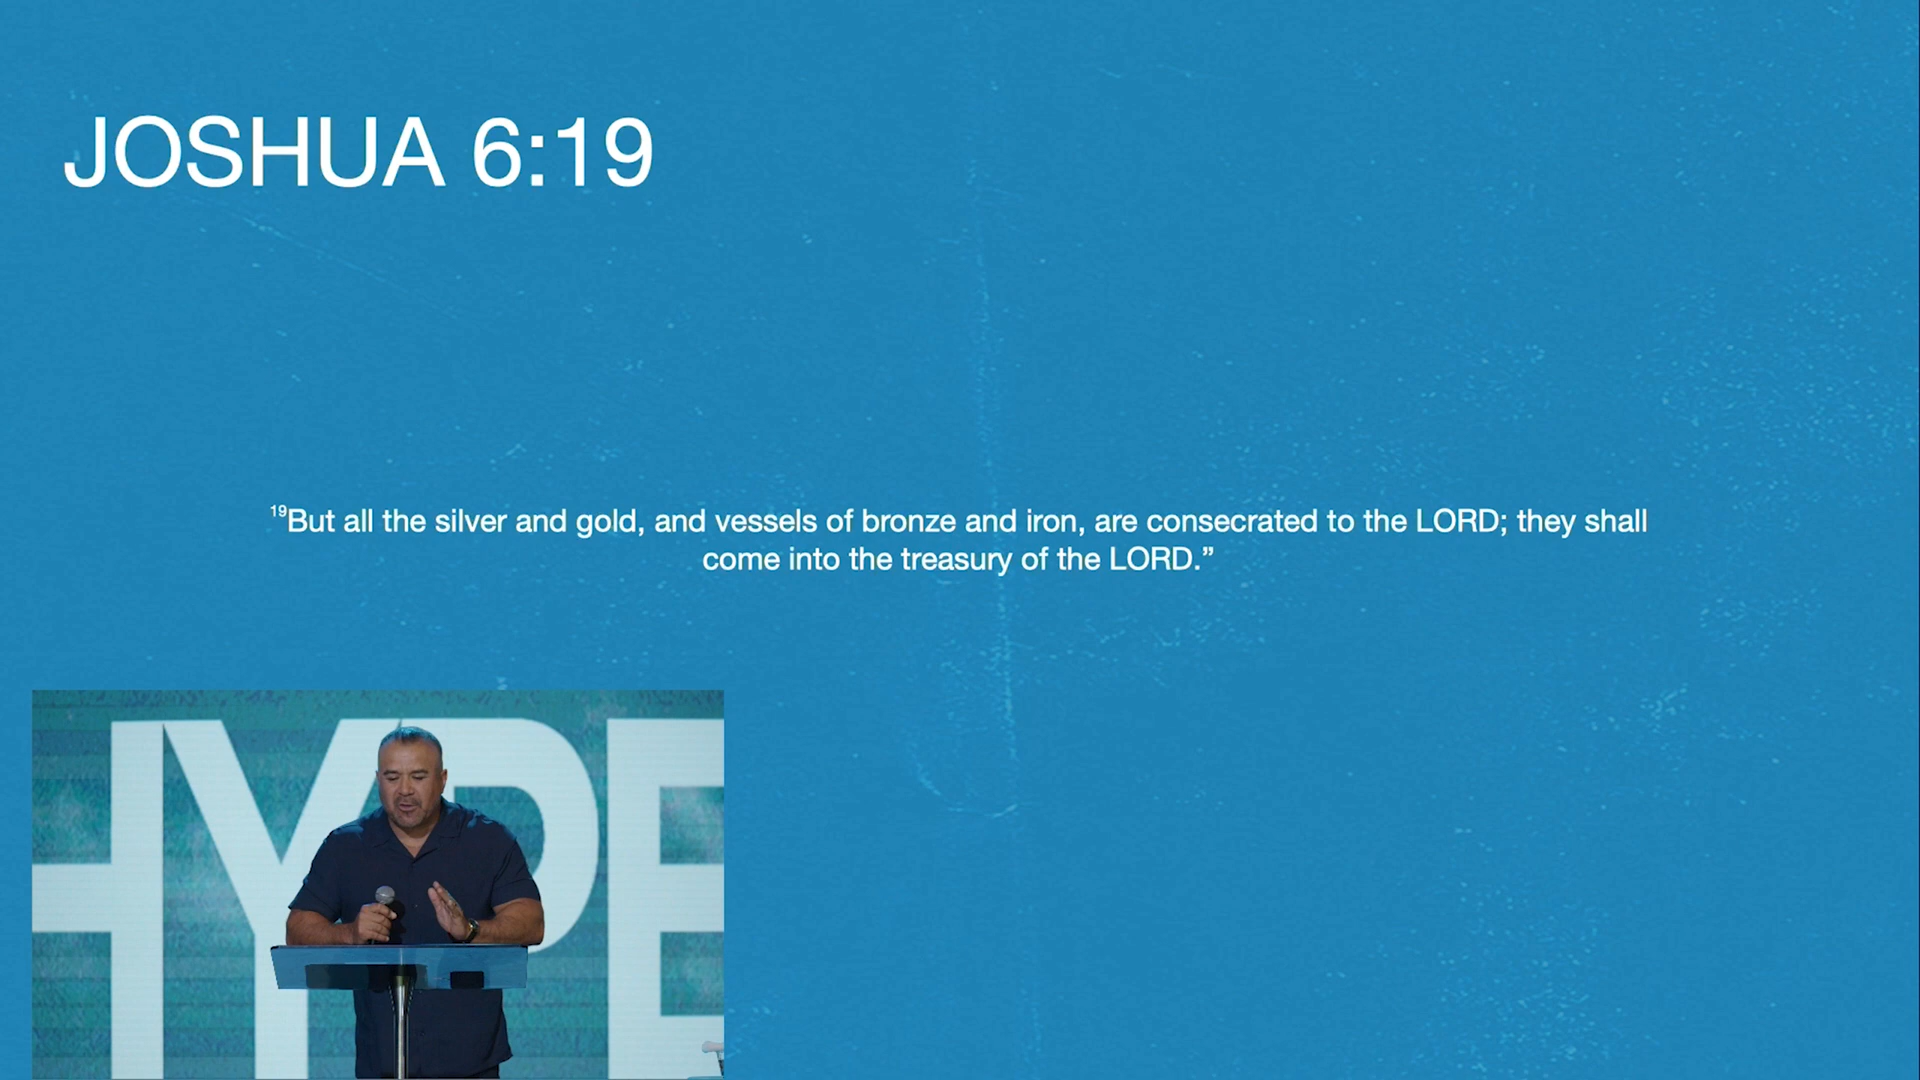 JOSHUA 6:19
¹⁹But all the silver and gold, and vessels of bronze and iron, are consecrated to the LORD; they shall
come into the treasury of the LORD.”
HYPE